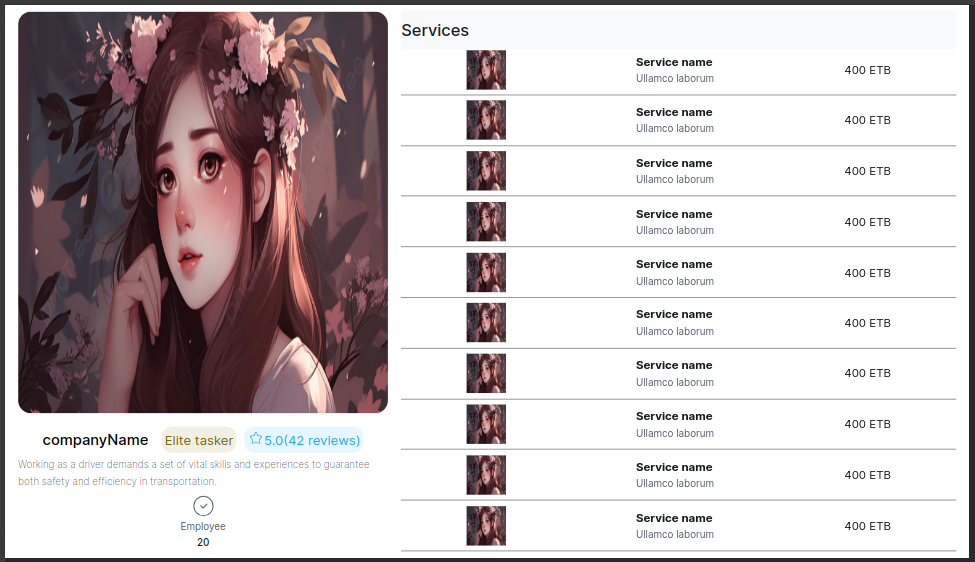 companyName Elite tasker 5.0(42 reviews)
Working as a driver demands a set of vital skills and experiences to guarantee
both safety and efficiency in transportation.
Employee
20
Services
Service name
Ullamco laborum
400 ETB
Service name
Ullamco laborum
400 ETB
Service name
Ullamco laborum
400 ETB
Service name
Ullamco laborum
400 ETB
Service name
Ullamco laborum
400 ETB
Service name
Ullamco laborum
400 ETB
Service name
Ullamco laborum
400 ETB
Service name
Ullamco laborum
400 ETB
Service name
Ullamco laborum
400 ETB
Service name
Ullamco laborum
400 ETB